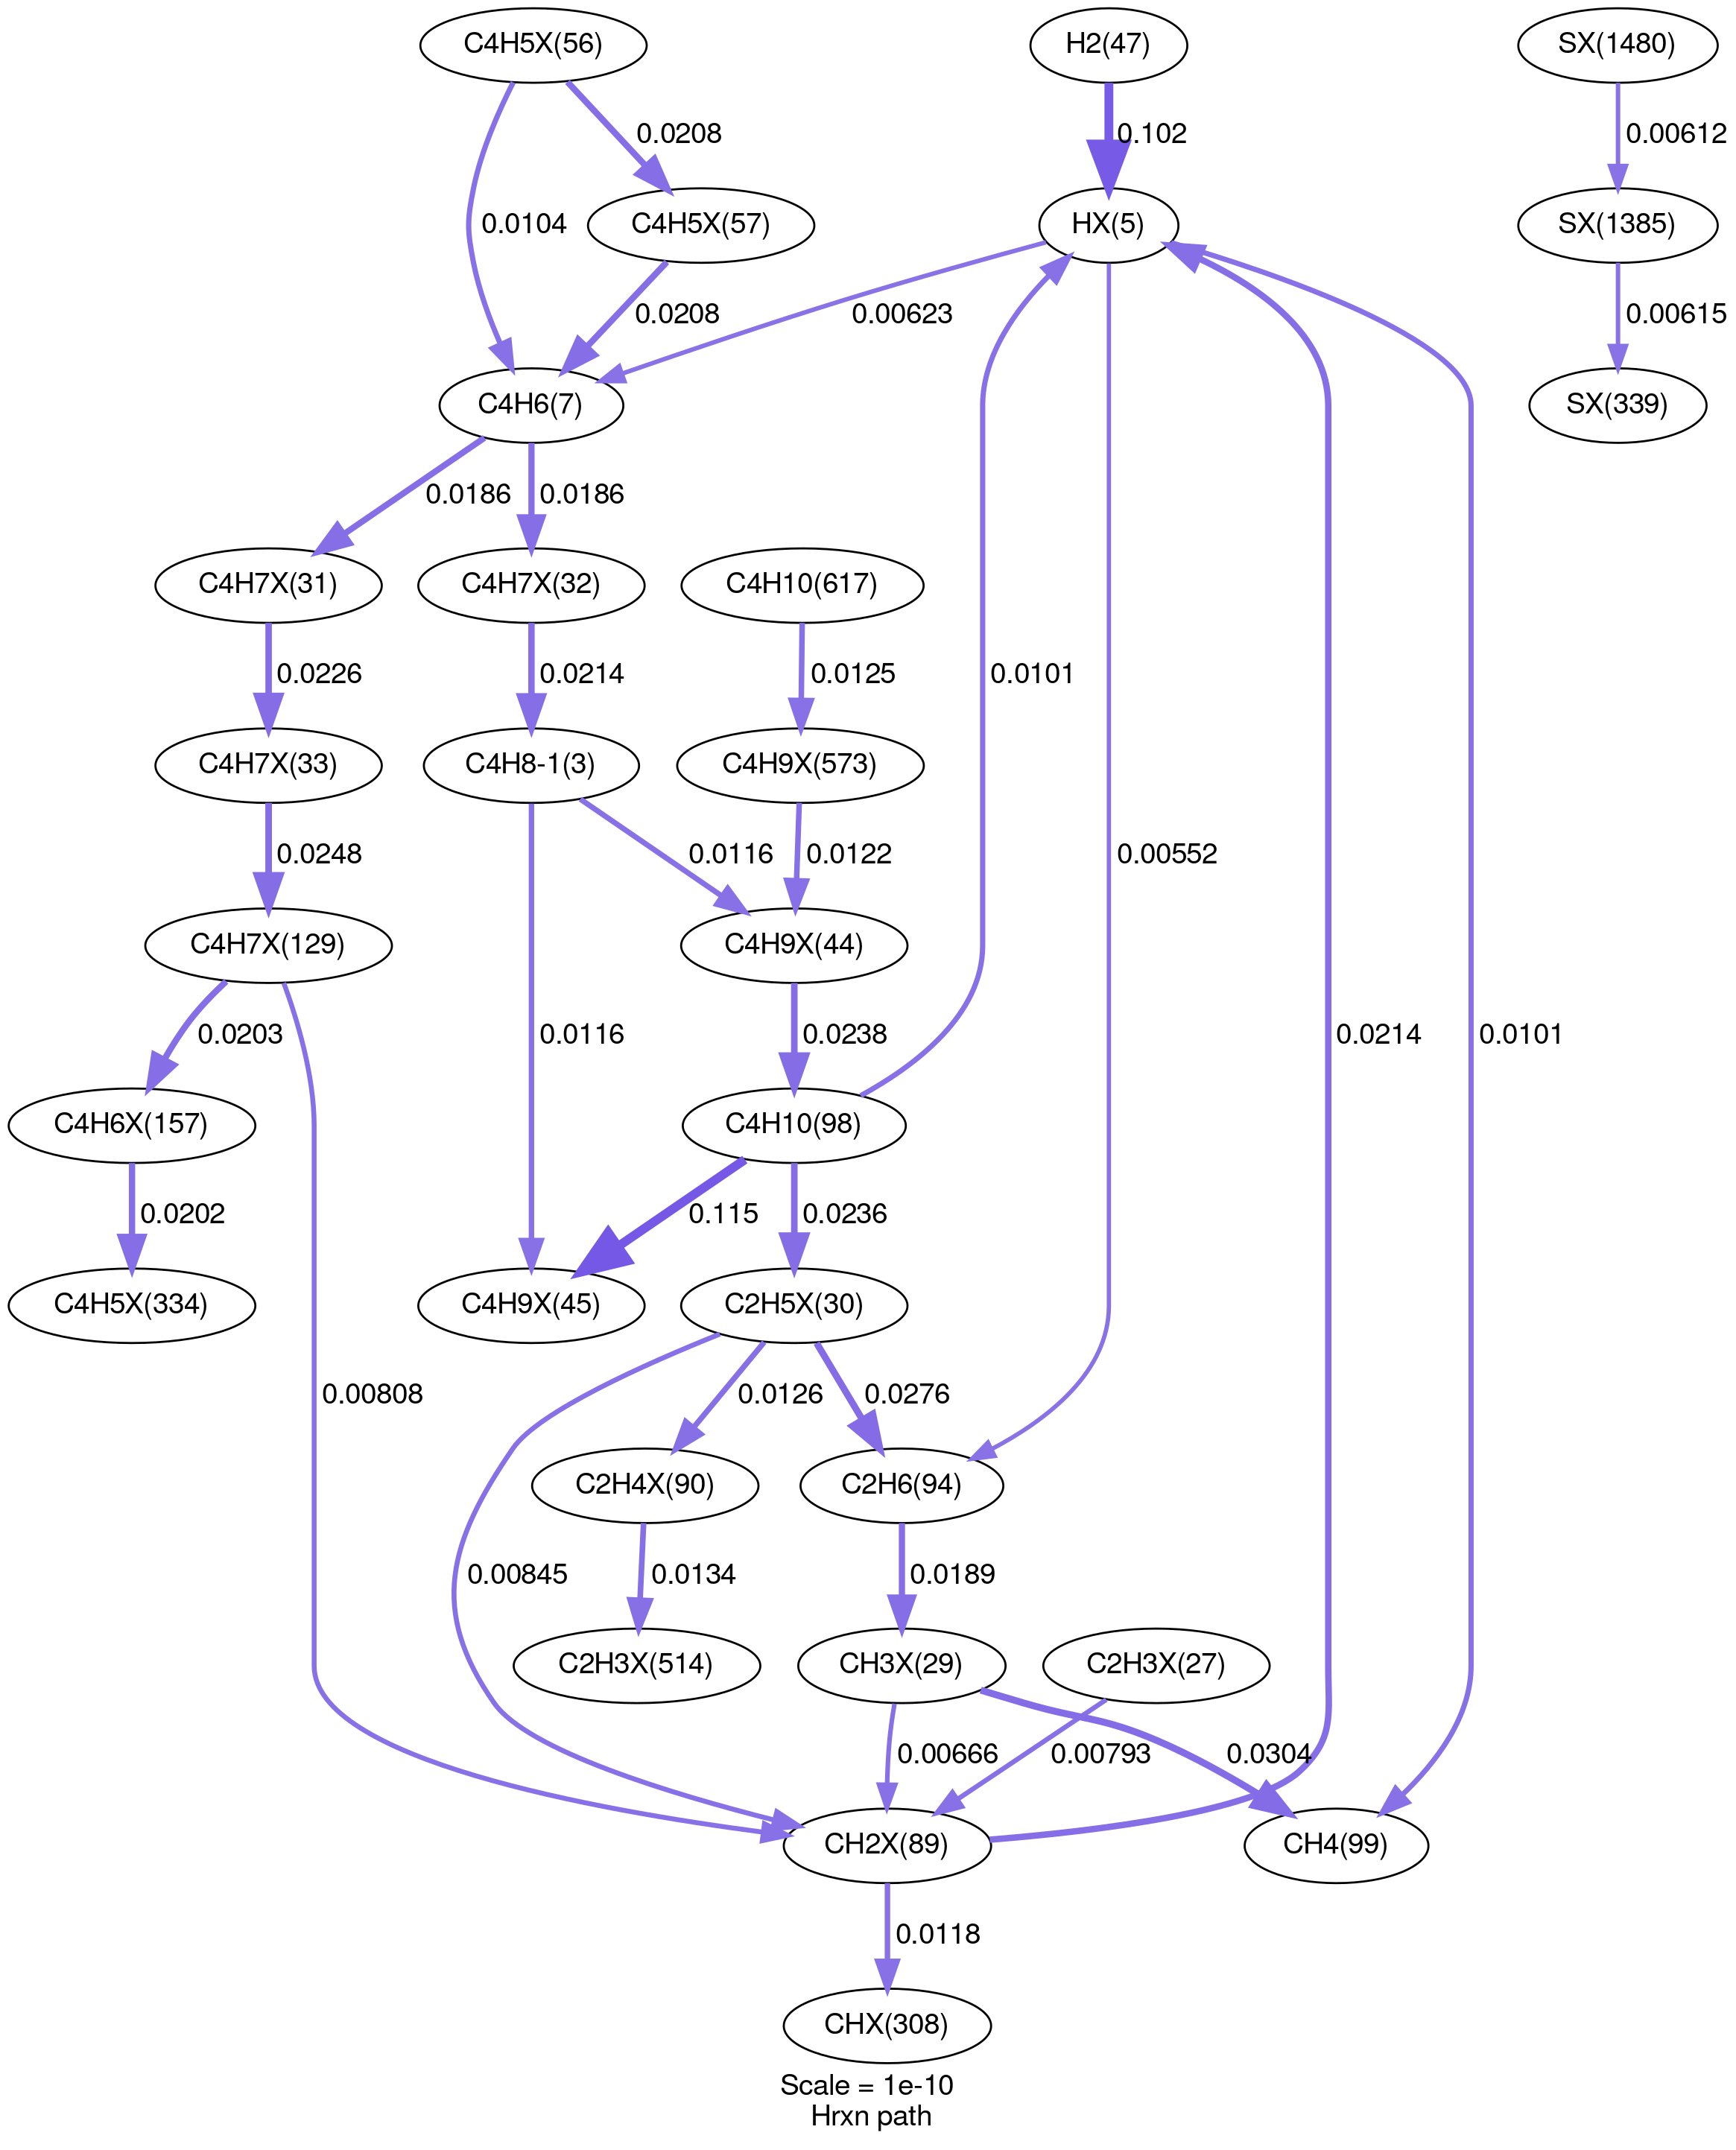 C4H5X(56)
H2(47)
SX(1480)
0.0208
0.102
0.00612
0.0104
C4H5X(57)
HX(5)
SX(1385)
0.0208
0.00623
0.00615
C4H6(7)
SX(339)
0.0186
0.0186
C4H7X(31)
C4H7X(32)
C4H10(617)
0.0226
0.0214
0.0125
0.0101
C4H7X(33)
C4H8-1(3)
C4H9X(573)
0.0248
0.0116
0.0122
0.00552
C4H7X(129)
C4H9X(44)
0.0203
0.0116
0.0238
0.0214
0.0101
C4H6X(157)
C4H10(98)
0.0202
0.115
0.0236
C4H5X(334)
C4H9X(45)
C2H5X(30)
0.00808
0.0126
0.0276
C2H4X(90)
C2H6(94)
0.00845
0.0134
0.0189
C2H3X(514)
CH3X(29)
C2H3X(27)
0.00666
0.00793
0.0304
CH2X(89)
CH4(99)
0.0118
CHX(308)
Scale = 1e-10
Hrxn path